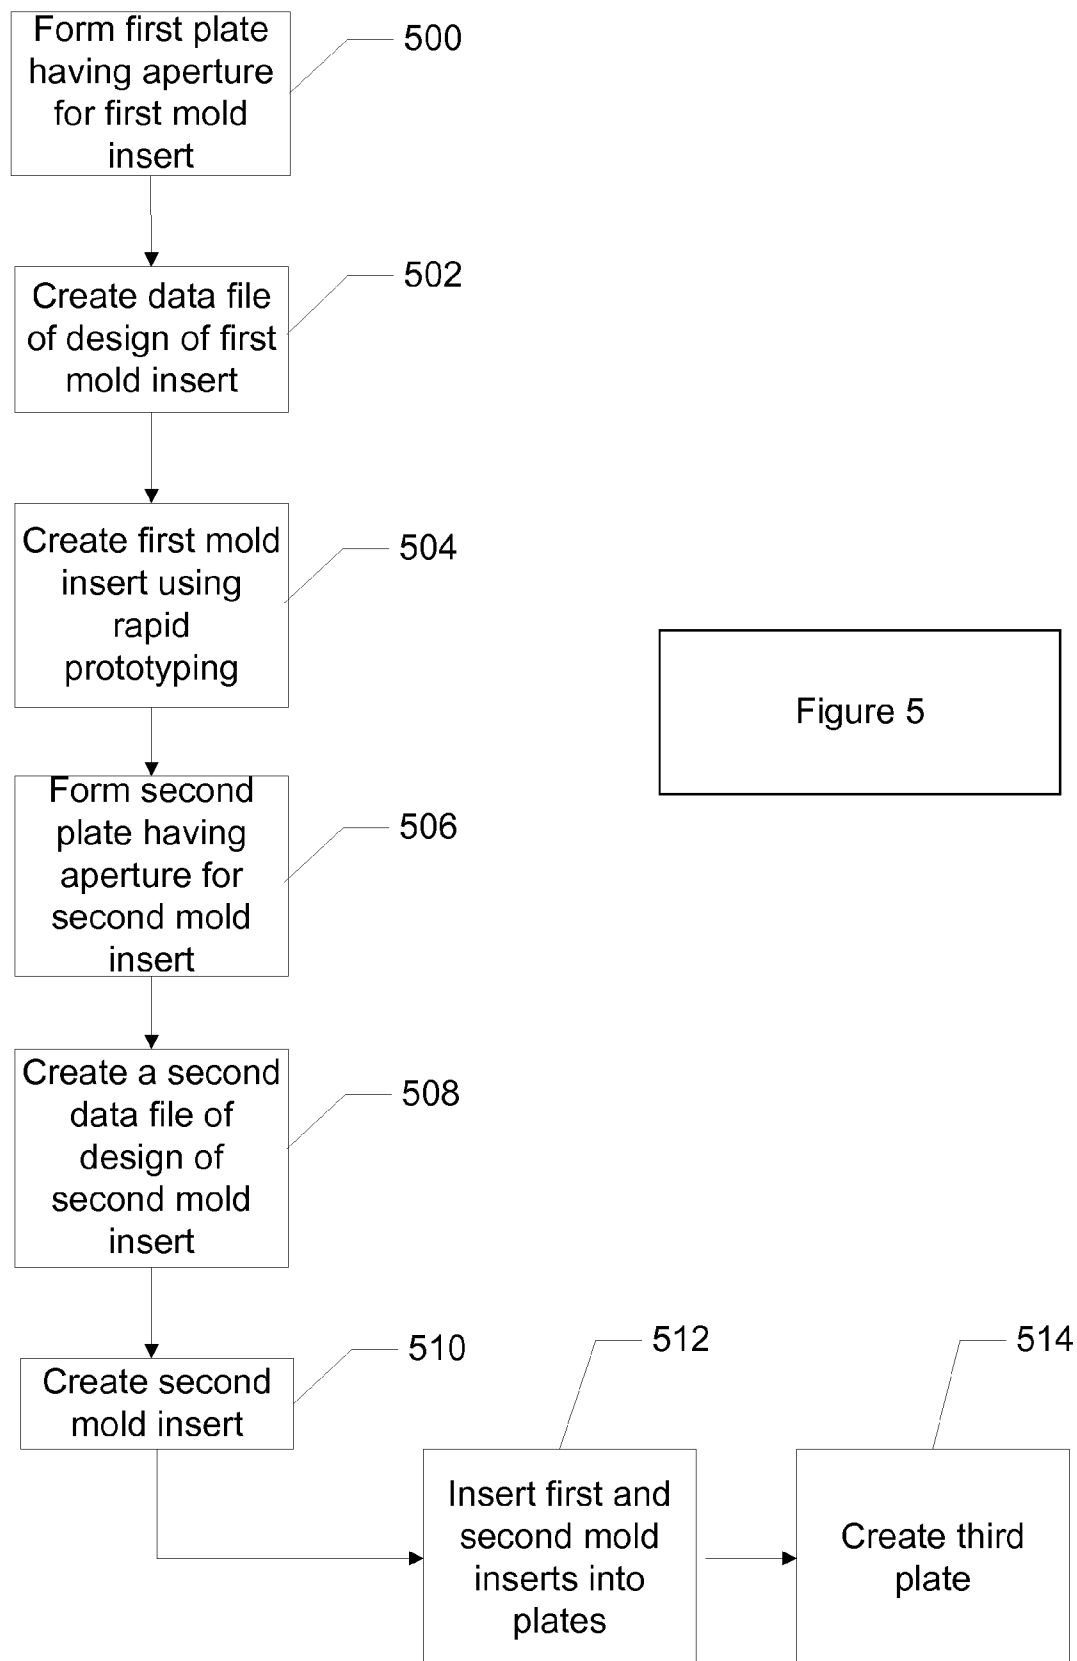 Form first plate
having aperture
for first mold
insert
500
Create data file
of design of first
mold insert
502
Create first mold
insert using
rapid
prototyping
504
Figure 5
Form second
plate having
aperture for
second mold
insert
506
Create a second
data file of
design of
second mold
insert
508
Create second
mold insert
510
Insert first and
second mold
inserts into
plates
512
Create third
plate
514